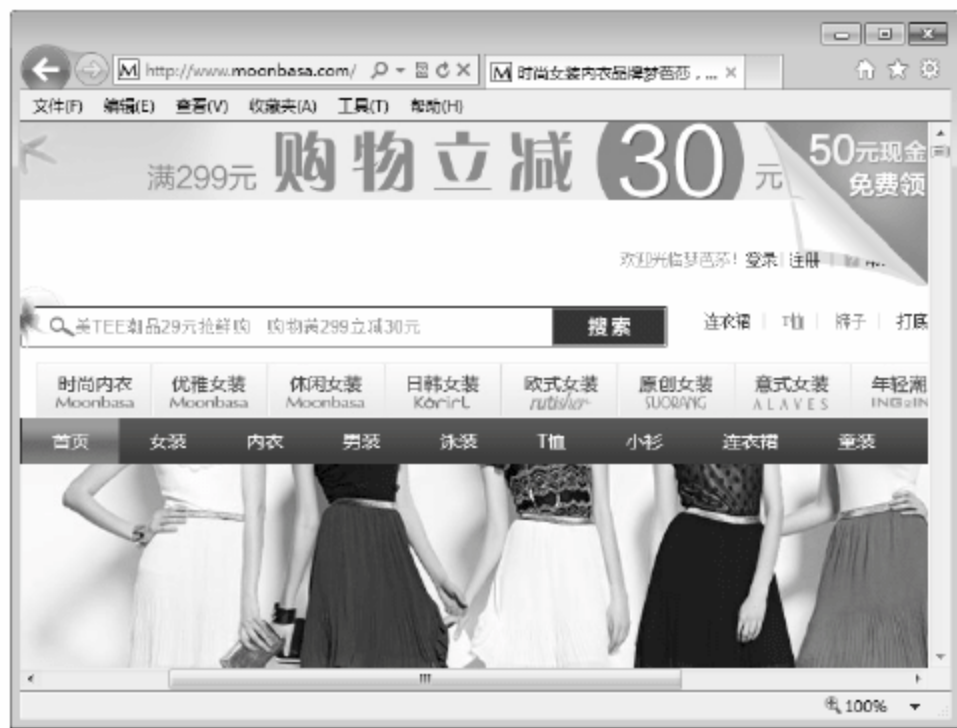 http://www.moonbasa.com/
M 时尚女装内衣品牌梦芭莎，...
文件(F) 编辑(E) 查看(V) 收藏夹(A) 工具(T) 帮助(H)
满299元 购物立减 30 元
50元现金
免费领
欢迎光临梦芭莎! 登录 | 注册 |
美TEE潮品29元抢鲜购 购物满299立减30元 搜索 连衣裙 | T恤 | 裤子 | 打底
时尚内衣 优雅女装 休闲女装 日韩女装 欧式女装 原创女装 意式女装 年轻潮
Moonbasa Moonbasa Moonbasa SUORANG ALAVES ING2IN
首页 女装 内衣 男装 泳装 T恤 小衫 连衣裙 童装
100%